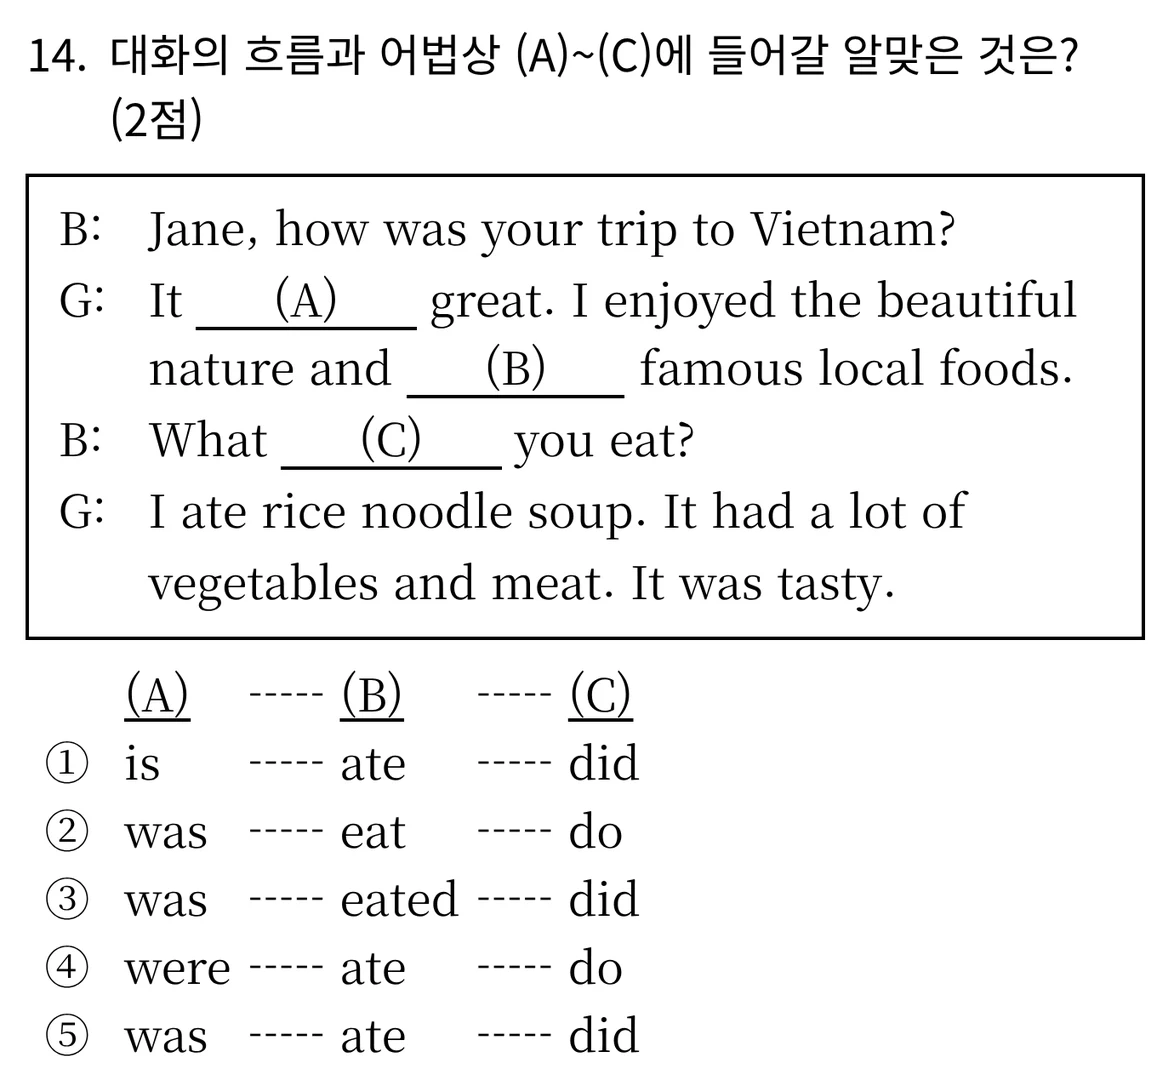 14. 대화의 흐름과 어법상 (A)~(C)에 들어갈 알맞은 것은?
(2점)
B: Jane, how was your trip to Vietnam?
G: It (A) great. I enjoyed the beautiful
nature and (B) famous local foods.
B: What (C) you eat?
G: I ate rice noodle soup. It had a lot of
vegetables and meat. It was tasty.
(A) ----- (B) ----- (C)
① is ----- ate ----- did
② was ----- eat ----- do
③ was ----- eated ----- did
④ were ----- ate ----- do
⑤ was ----- ate ----- did